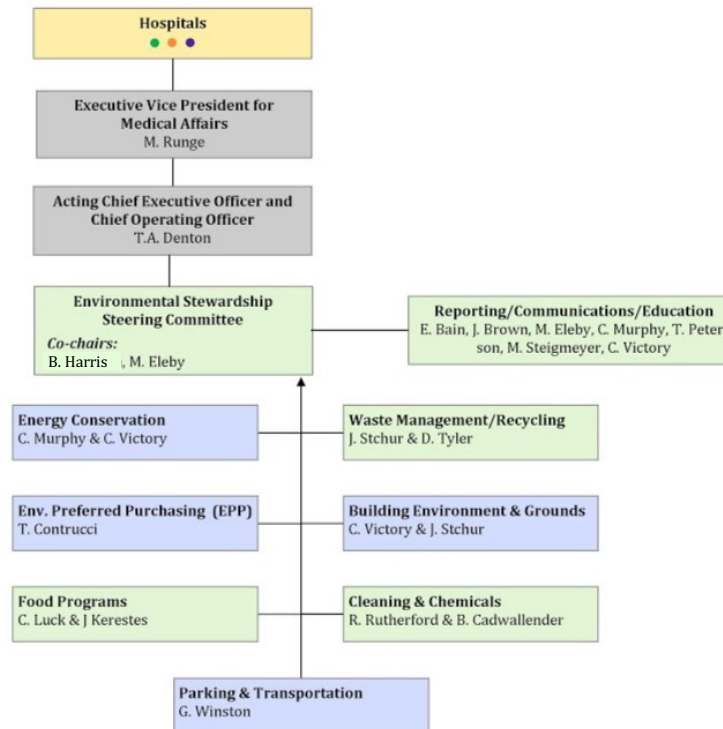 Hospitals
Executive Vice President for
Medical Affairs
M. Runge
Acting Chief Executive Officer and
Chief Operating Officer
T.A. Denton
Environmental Stewardship
Steering Committee
Co-chairs:
B. Harris , M. Eleby
Reporting/Communications/Education
E. Bain, J. Brown, M. Eleby, C. Murphy, T. Peter
son, M. Steigmeyer, C. Victory
Energy Conservation
C. Murphy & C. Victory
Waste Management/Recycling
J. Stchur & D. Tyler
Env. Preferred Purchasing (EPP)
T. Contrucci
Building Environment & Grounds
C. Victory & J. Stchur
Food Programs
C. Luck & J Kerestes
Cleaning & Chemicals
R. Rutherford & B. Cadwallender
Parking & Transportation
G. Winston